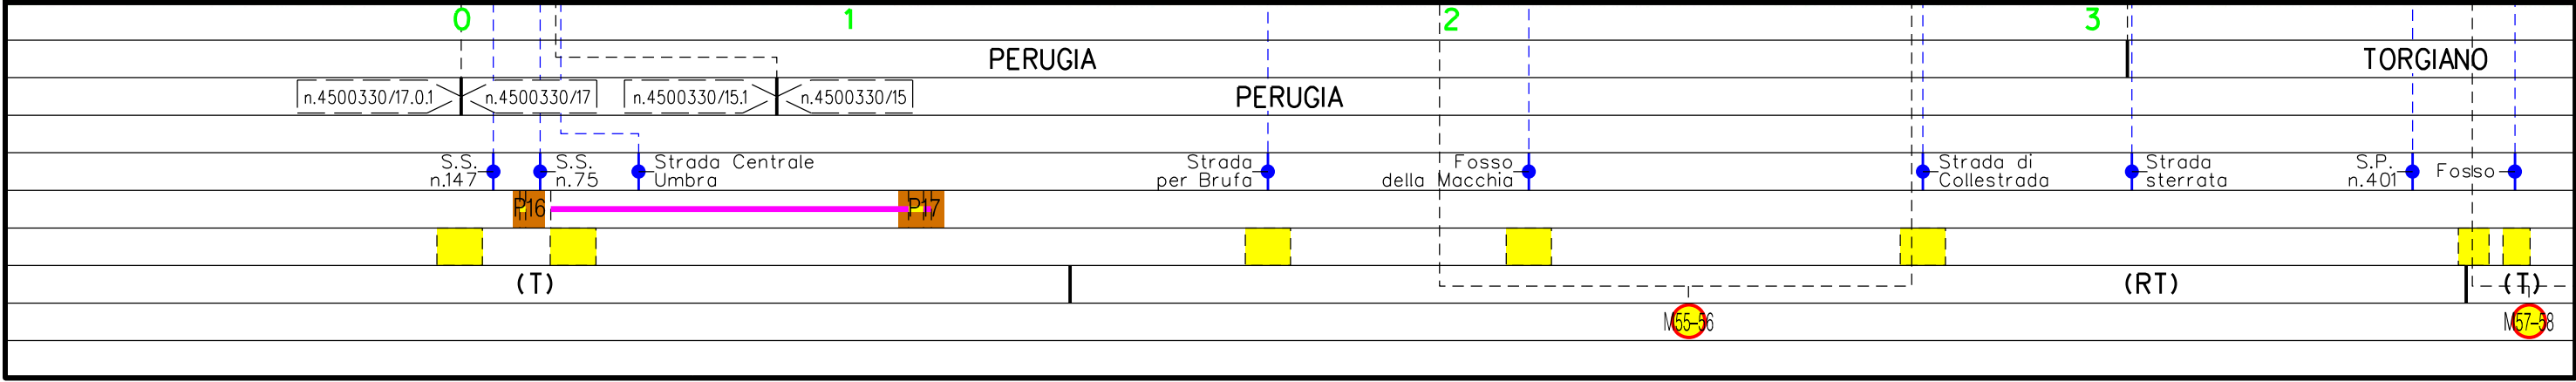 0 1 2 3
PERUGIA TORGIANO
n.4500330/17.0.1 n.4500330/17 n.4500330/15.1 n.4500330/15 PERUGIA
S.S. S.S. Strada Centrale Strada Fosso Strada di Strada S.P. Fosso
n.147 n.75 Umbra per Brufa della Macchia Collestrada sterrata n.401
P16 P17
(T) (RT) (T)
M55-56 M57-58